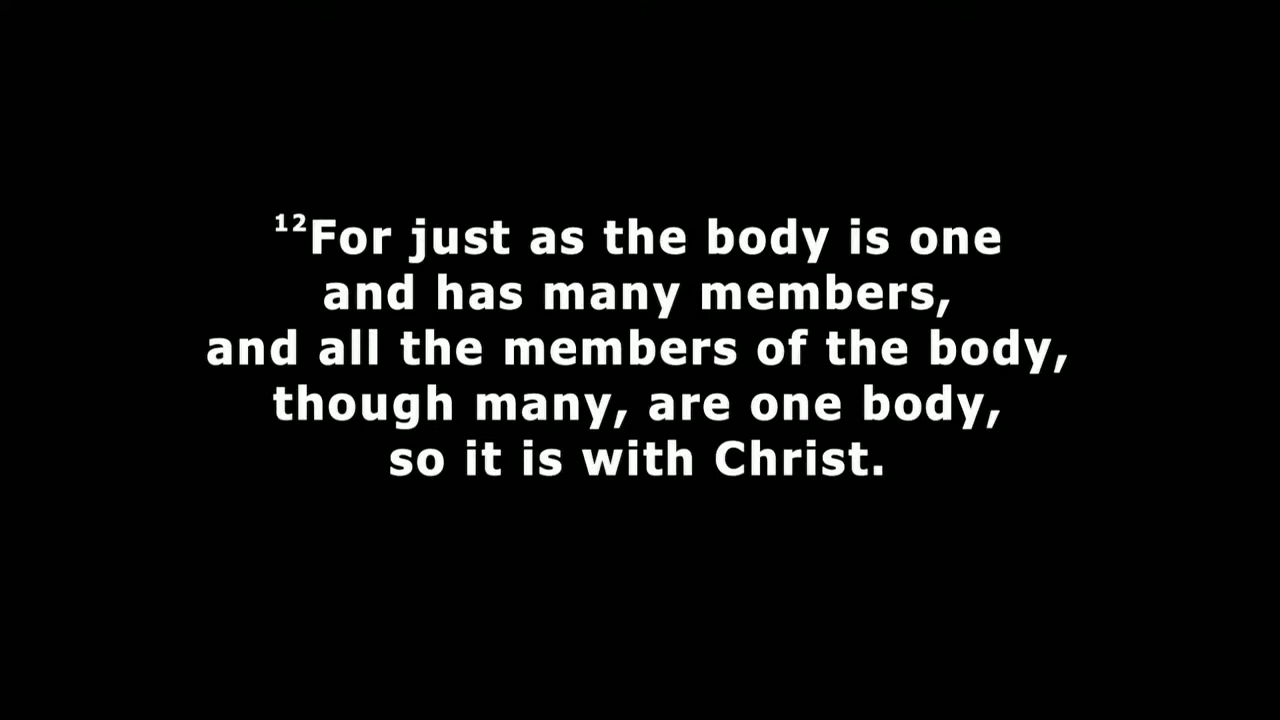 ¹²For just as the body is one
and has many members,
and all the members of the body,
though many, are one body,
so it is with Christ.